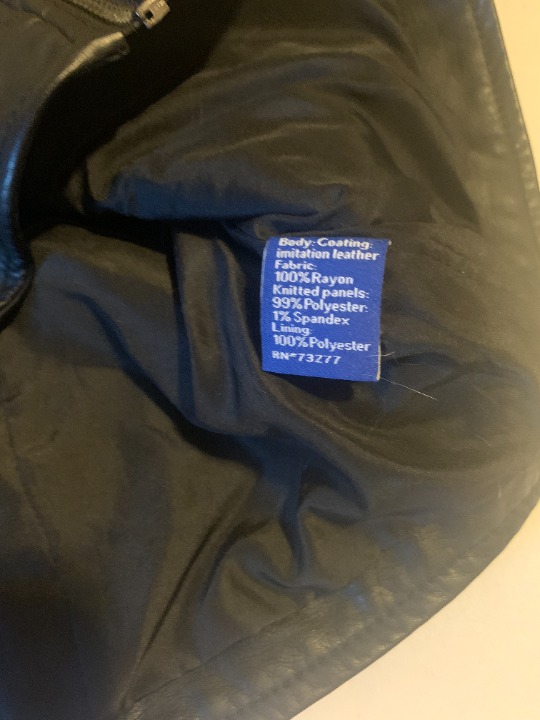 Body: Coating:
imitation leather
Fabric:
100% Rayon
Knitted panels:
99% Polyester:
1% Spandex
Lining:
100% Polyester
RN#73277